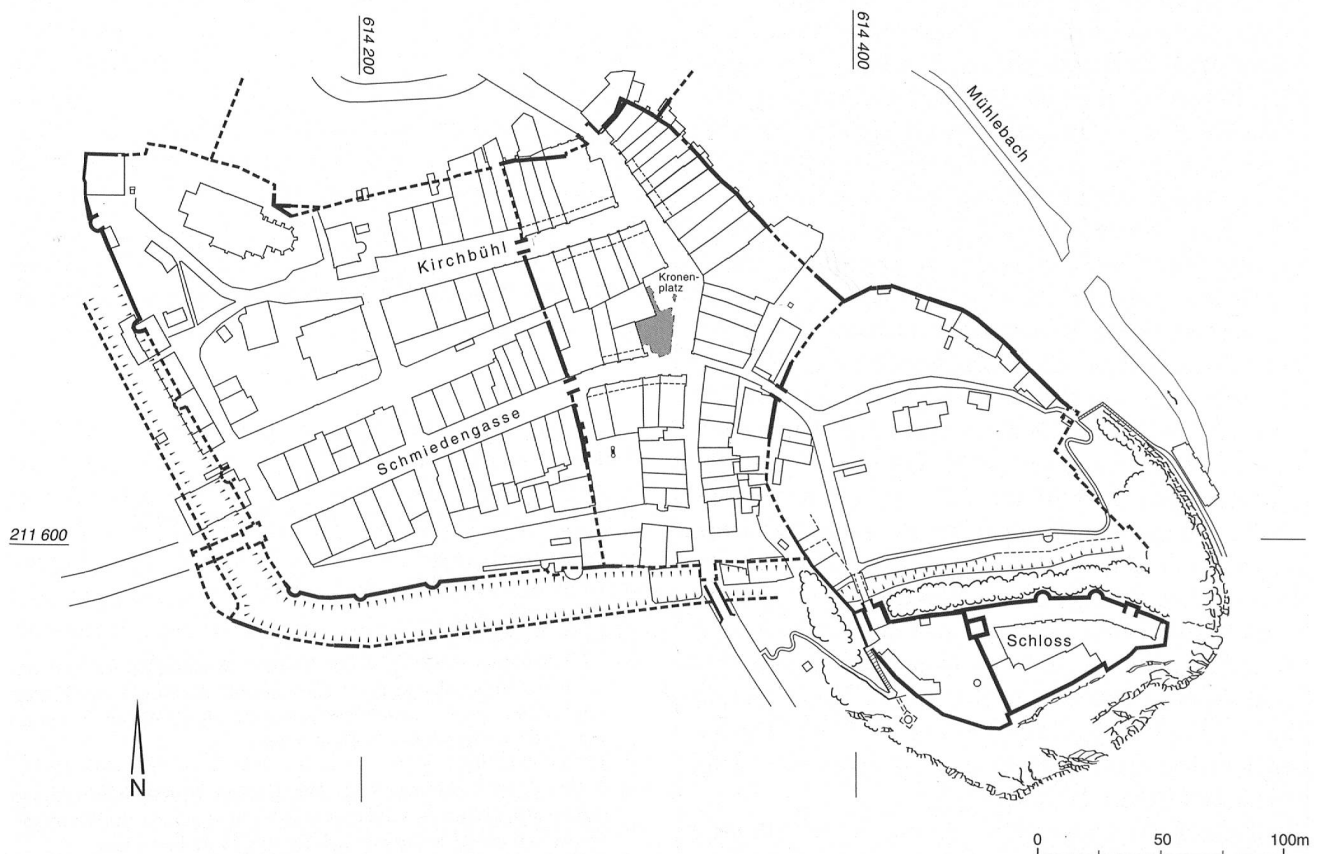 614 200
614 400
Mühlebach
Kirchbühl
Kronen-
platz
Schmiedengasse
211 600
Schloss
N
0 50 100m